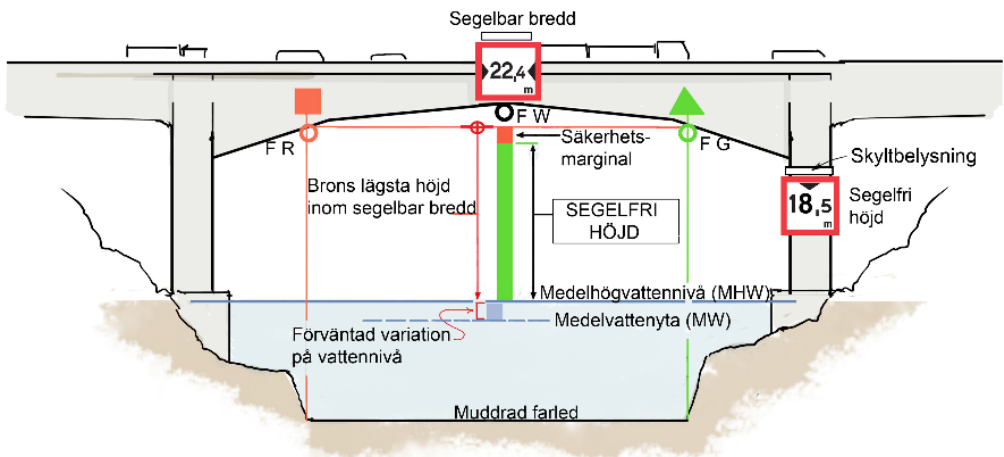 Segelbar bredd
22,4
m
F W
F R
F G
Säkerhets-
marginal
Skyltbelysning
Brons lägsta höjd
inom segelbar bredd
SEGELFRI
HÖJD
18,5
m
Segelfri
höjd
Medelhögvattennivå (MHW)
Medelvattenyta (MW)
Förväntad variation
på vattennivå
Muddrad farled